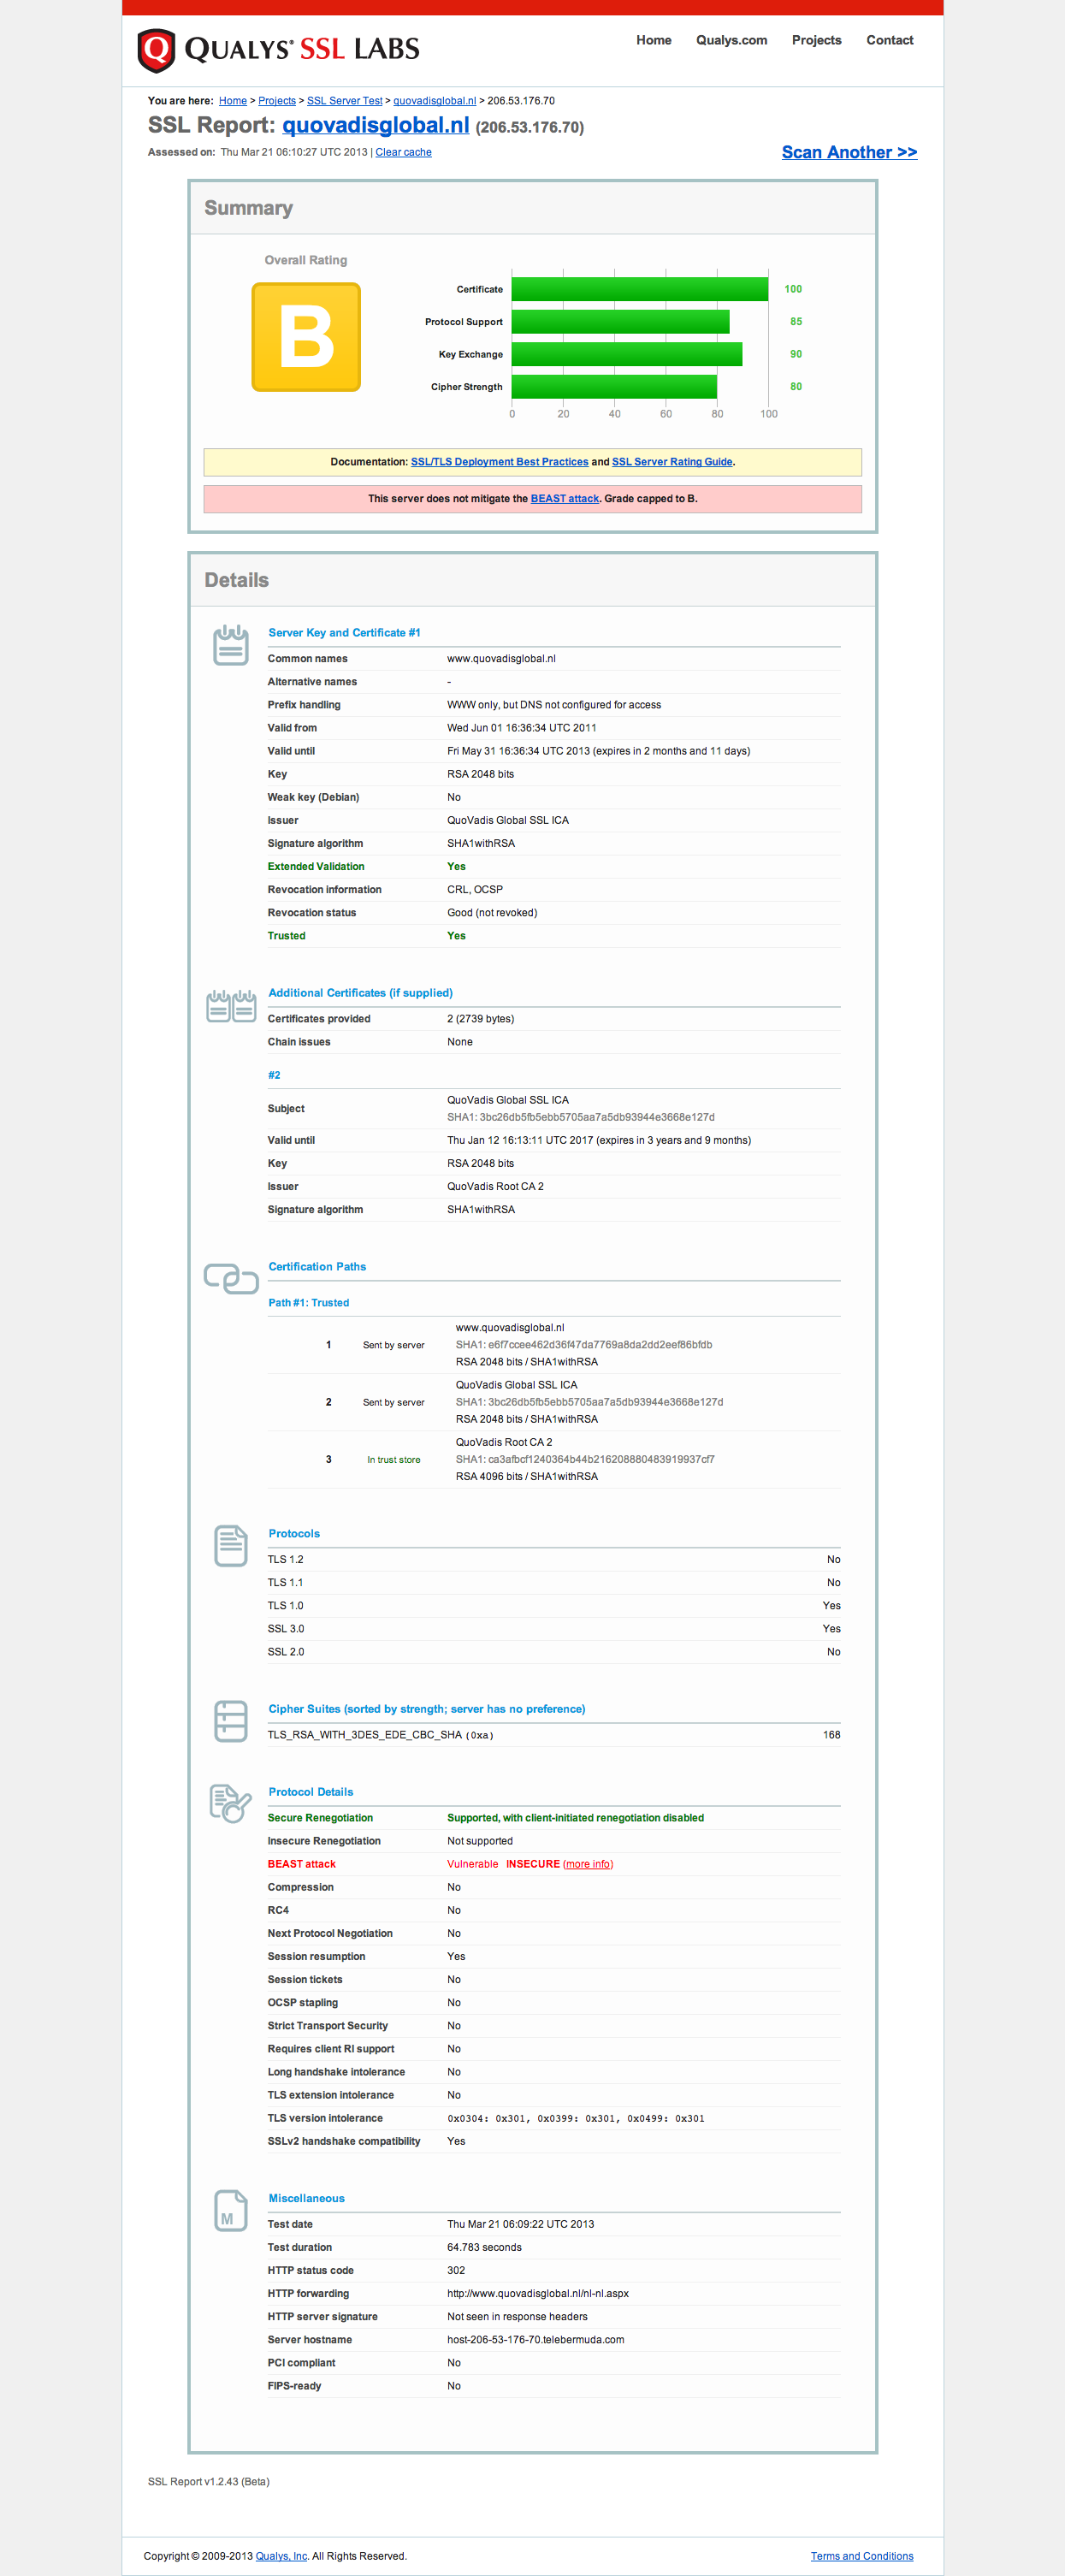 QUALYS® SSL LABS
Home Qualys.com Projects Contact
You are here: Home > Projects > SSL Server Test > quovadisglobal.nl > 206.53.176.70
SSL Report: quovadisglobal.nl (206.53.176.70)
Assessed on: Thu Mar 21 06:10:27 UTC 2013 | Clear cache
Scan Another >>
Summary
Overall Rating
B
Certificate 100
Protocol Support 85
Key Exchange 90
Cipher Strength 80
0 20 40 60 80 100
Documentation: SSL/TLS Deployment Best Practices and SSL Server Rating Guide.
This server does not mitigate the BEAST attack. Grade capped to B.
Details
Server Key and Certificate #1
Common names www.quovadisglobal.nl
Alternative names -
Prefix handling WWW only, but DNS not configured for access
Valid from Wed Jun 01 16:36:34 UTC 2011
Valid until Fri May 31 16:36:34 UTC 2013 (expires in 2 months and 11 days)
Key RSA 2048 bits
Weak key (Debian) No
Issuer QuoVadis Global SSL ICA
Signature algorithm SHA1withRSA
Extended Validation Yes
Revocation information CRL, OCSP
Revocation status Good (not revoked)
Trusted Yes
Additional Certificates (if supplied)
Certificates provided 2 (2739 bytes)
Chain issues None
#2
Subject QuoVadis Global SSL ICA
SHA1: 3bc26db5fb5ebb5705aa7a5db93944e3668e127d
Valid until Thu Jan 12 16:13:11 UTC 2017 (expires in 3 years and 9 months)
Key RSA 2048 bits
Issuer QuoVadis Root CA 2
Signature algorithm SHA1withRSA
Certification Paths
Path #1: Trusted
www.quovadisglobal.nl
1 Sent by server SHA1: e6f7ccee462d36f47da7769a8da2dd2eef86bfdb
RSA 2048 bits / SHA1withRSA
QuoVadis Global SSL ICA
2 Sent by server SHA1: 3bc26db5fb5ebb5705aa7a5db93944e3668e127d
RSA 2048 bits / SHA1withRSA
QuoVadis Root CA 2
3 In trust store SHA1: ca3afbcf1240364b44b216208880483919937cf7
RSA 4096 bits / SHA1withRSA
Protocols
TLS 1.2 No
TLS 1.1 No
TLS 1.0 Yes
SSL 3.0 Yes
SSL 2.0 No
Cipher Suites (sorted by strength; server has no preference)
TLS_RSA_WITH_3DES_EDE_CBC_SHA (0xa) 168
Protocol Details
Secure Renegotiation Supported, with client-initiated renegotiation disabled
Insecure Renegotiation Not supported
BEAST attack Vulnerable INSECURE (more info)
Compression No
RC4 No
Next Protocol Negotiation No
Session resumption Yes
Session tickets No
OCSP stapling No
Strict Transport Security No
Requires client RI support No
Long handshake intolerance No
TLS extension intolerance No
TLS version intolerance 0x0304: 0x301, 0x0399: 0x301, 0x0499: 0x301
SSLv2 handshake compatibility Yes
M
Miscellaneous
Test date Thu Mar 21 06:09:22 UTC 2013
Test duration 64.783 seconds
HTTP status code 302
HTTP forwarding http://www.quovadisglobal.nl/nl-nl.aspx
HTTP server signature Not seen in response headers
Server hostname host-206-53-176-70.telebermuda.com
PCI compliant No
FIPS-ready No
SSL Report v1.2.43 (Beta)
Copyright © 2009-2013 Qualys, Inc. All Rights Reserved.
Terms and Conditions